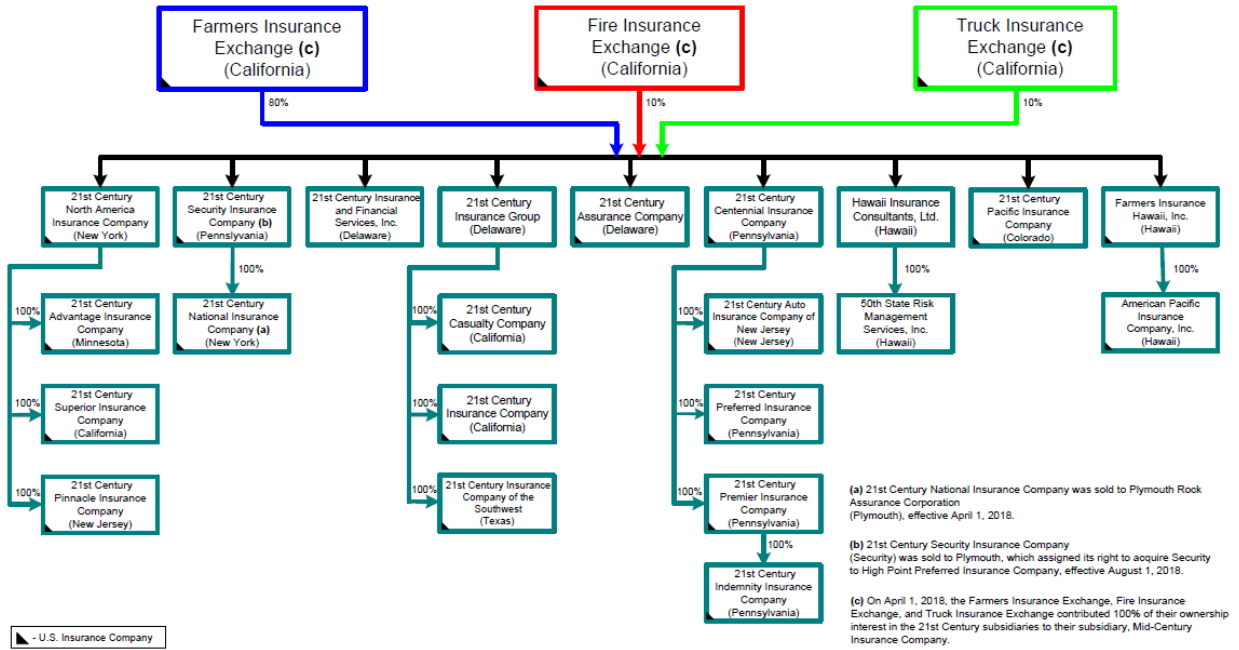 Farmers Insurance
Exchange (c)
(California)
Fire Insurance
Exchange (c)
(California)
Truck Insurance
Exchange (c)
(California)
80%
10%
10%
21st Century
North America
Insurance Company
(New York)
21st Century
Security Insurance
Company (b)
(Pennslyvania)
21st Century Insurance
and Financial
Services, Inc.
(Delaware)
21st Century
Insurance Group
(Delaware)
21st Century
Assurance Company
(Delaware)
21st Century
Centennial Insurance
Company
(Pennsylvania)
Hawaii Insurance
Consultants, Ltd.
(Hawaii)
21st Century
Pacific Insurance
Company
(Colorado)
Farmers Insurance
Hawaii, Inc.
(Hawaii)
100%
100%
100%
100%
21st Century
Advantage Insurance
Company
(Minnesota)
21st Century
National Insurance
Company (a)
(New York)
100%
21st Century
Casualty Company
(California)
100%
21st Century Auto
Insurance Company of
New Jersey
(New Jersey)
50th State Risk
Management
Services, Inc.
(Hawaii)
American Pacific
Insurance
Company, Inc.
(Hawaii)
100%
21st Century
Superior Insurance
Company
(California)
100%
21st Century
Insurance Company
(California)
100%
21st Century
Preferred Insurance
Company
(Pennsylvania)
100%
21st Century
Pinnacle Insurance
Company
(New Jersey)
100%
21st Century Insurance
Company of the
Southwest
(Texas)
100%
21st Century
Premier Insurance
Company
(Pennsylvania)
100%
21st Century
Indemnity Insurance
Company
(Pennsylvania)
(a) 21st Century National Insurance Company was sold to Plymouth Rock
Assurance Corporation
(Plymouth), effective April 1, 2018.
(b) 21st Century Security Insurance Company
(Security) was sold to Plymouth, which assigned its right to acquire Security
to High Point Preferred Insurance Company, effective August 1, 2018.
(c) On April 1, 2018, the Farmers Insurance Exchange, Fire Insurance
Exchange, and Truck Insurance Exchange contributed 100% of their ownership
interest in the 21st Century subsidiaries to their subsidiary, Mid-Century
Insurance Company.
- U.S. Insurance Company